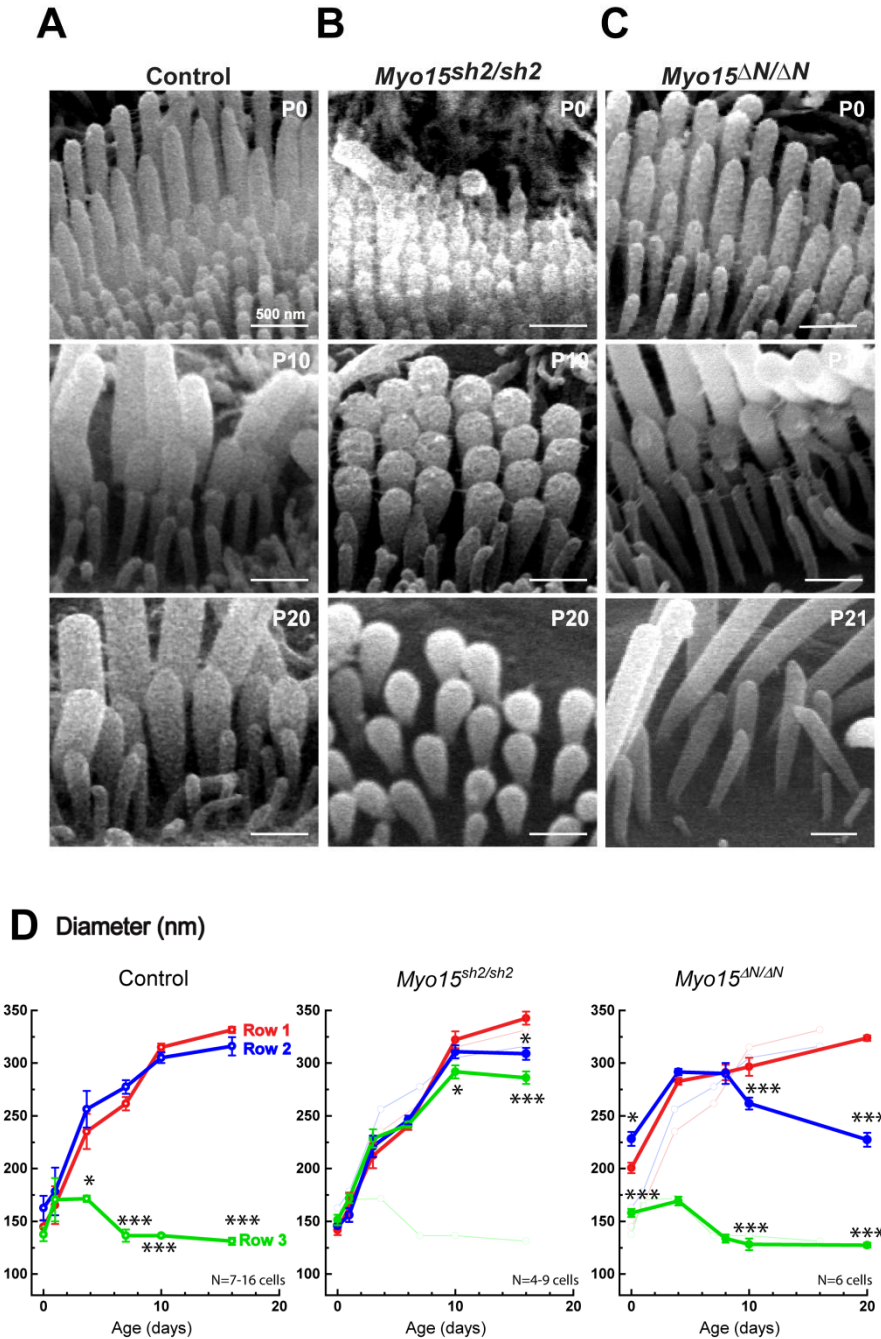 A B C
Control Myo15sh2/sh2 Myo15ΔN/ΔN
P0 P0 P0
500 nm
P10 P10
P20 P20 P21
D Diameter (nm)
Control Myo15sh2/sh2 Myo15ΔN/ΔN
350 350 350
Row 1
Row 2
300 300 300
* ***
* ***
250 250 250
* ***
200 200 200
* ***
*** *** *** ***
150 150 150
*** Row 3 ***
100 100 100
N=7-16 cells N=4-9 cells N=6 cells
0 10 20 0 10 20 0 10 20
Age (days) Age (days) Age (days)